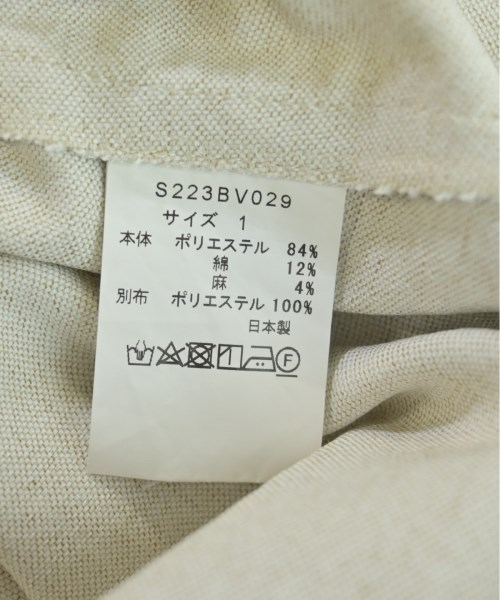 S223BV029
サイズ 1
本体 ポリエステル 84%
綿 12%
麻 4%
別布 ポリエステル 100%
日本製
F